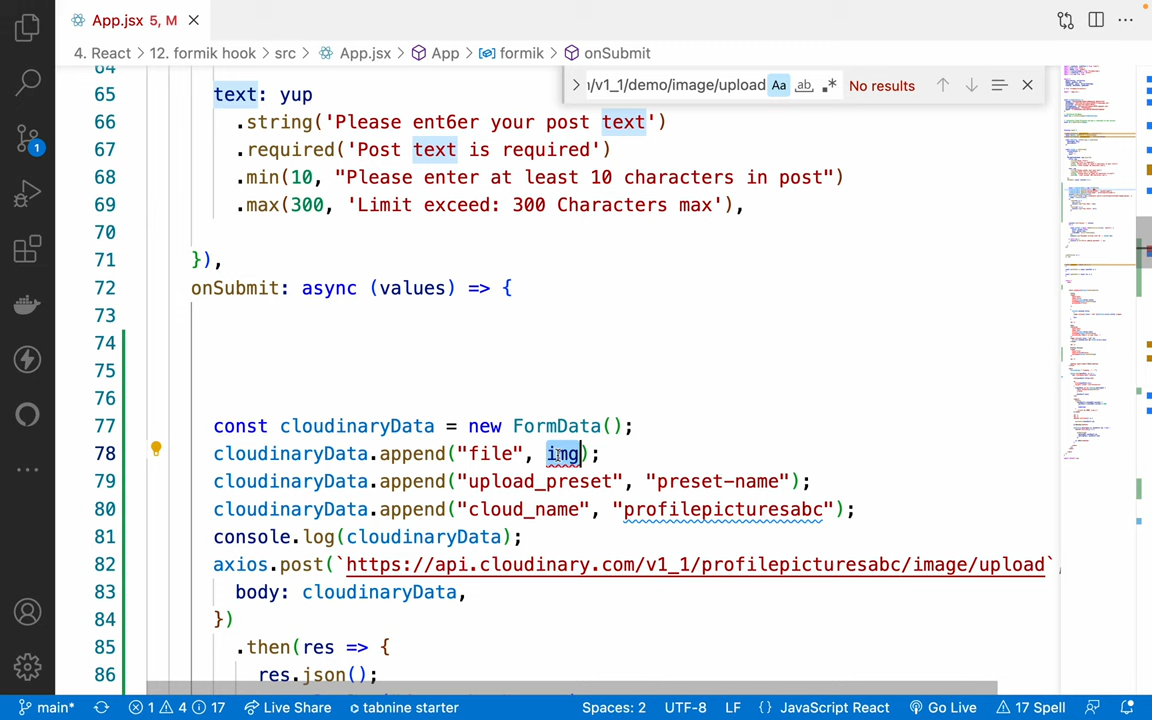 App.jsx 5, M
4. React > 12. formik hook > src > App.jsx > App > formik > onSubmit
ı/v1_1/demo/image/upload Aa ab No results
64
65 text: yup
66 .string('Please ent6er your post text')
67 .required('Post text is required')
68 .min(10, "Please enter at least 10 characters in post")
69 .max(300, 'Limit exceed: 300 Characters max'),
70
71 }),
72 onSubmit: async (values) => {
73
74
75
76
77 const cloudinaryData = new FormData();
78 cloudinaryData.append("file", img);
79 cloudinaryData.append("upload_preset", "preset-name");
80 cloudinaryData.append("cloud_name", "profilepicturesabc");
81 console.log(cloudinaryData);
82 axios.post(`https://api.cloudinary.com/v1_1/profilepicturesabc/image/upload`,
83 body: cloudinaryData,
84 })
85 .then(res => {
86 res.json();
1
main* 1 4 17 Live Share tabnine starter Spaces: 2 UTF-8 LF {} JavaScript React Go Live 17 Spell